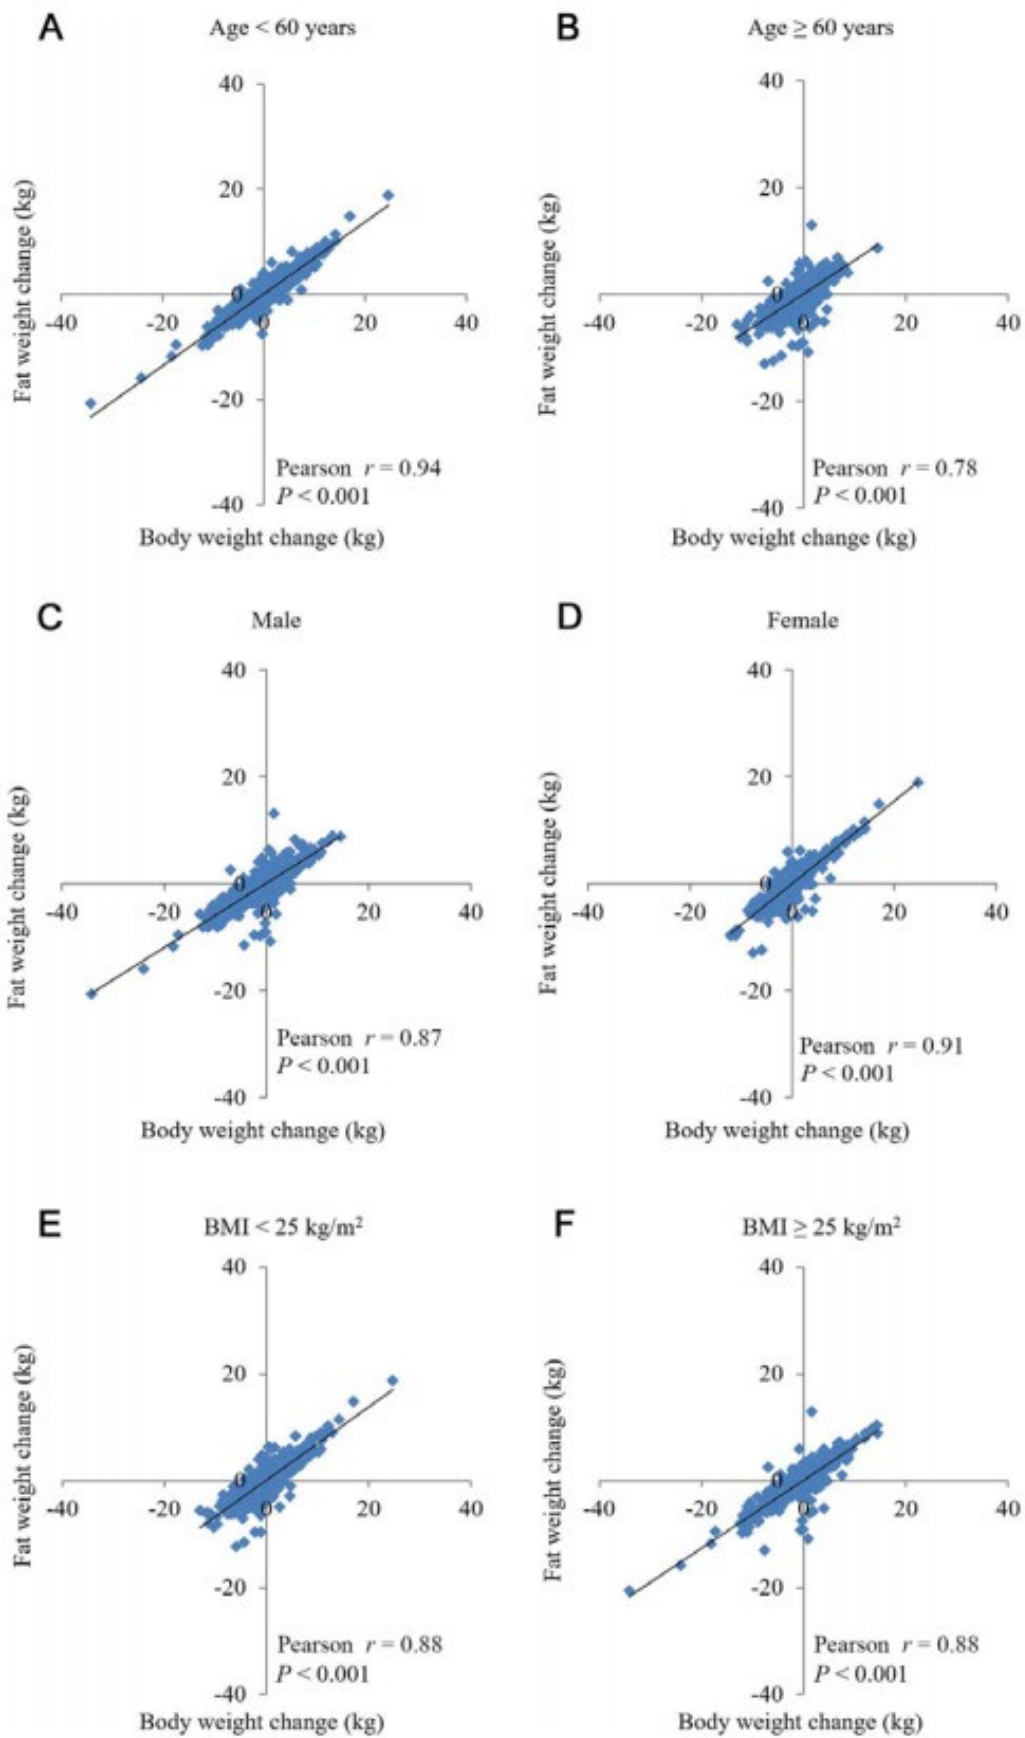 A
Age < 60 years
40
20
0
-40
-20
0
20
40
-20
-40
Fat weight change (kg)
Pearson r = 0.94
P < 0.001
Body weight change (kg)
B
Age ≥ 60 years
40
20
0
-40
-20
0
20
40
-20
-40
Fat weight change (kg)
Pearson r = 0.78
P < 0.001
Body weight change (kg)
C
Male
40
20
0
-40
-20
0
20
40
-20
-40
Fat weight change (kg)
Pearson r = 0.87
P < 0.001
Body weight change (kg)
D
Female
40
20
0
-40
-20
0
20
40
-20
-40
Fat weight change (kg)
Pearson r = 0.91
P < 0.001
Body weight change (kg)
E
BMI < 25 kg/m²
40
20
0
-40
-20
0
20
40
-20
-40
Fat weight change (kg)
Pearson r = 0.88
P < 0.001
Body weight change (kg)
F
BMI ≥ 25 kg/m²
40
20
0
-40
-20
0
20
40
-20
-40
Fat weight change (kg)
Pearson r = 0.88
P < 0.001
Body weight change (kg)